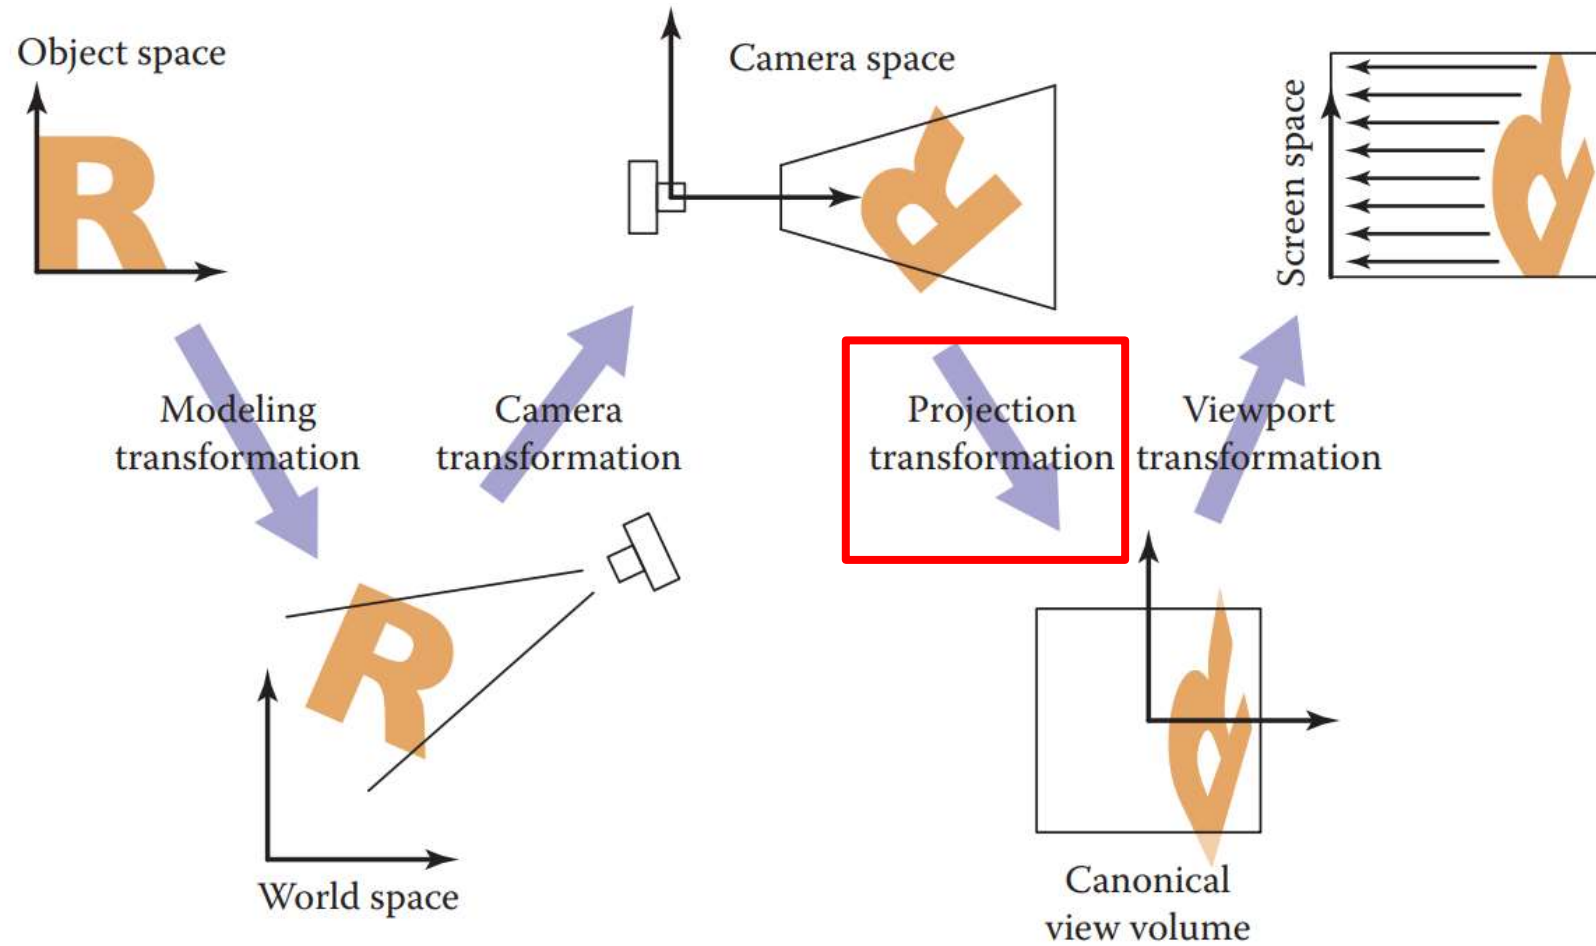 Object space
Camera space
Screen space
Modeling
transformation
Camera
transformation
Projection
transformation
Viewport
transformation
World space
Canonical
view volume